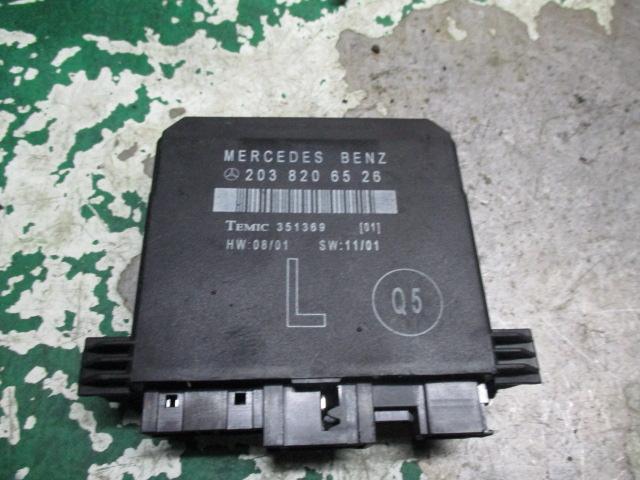 MERCEDES BENZ
203 820 65 26
TEMIC 351369 [01]
HW:08/01 SW:11/01
L
Q5